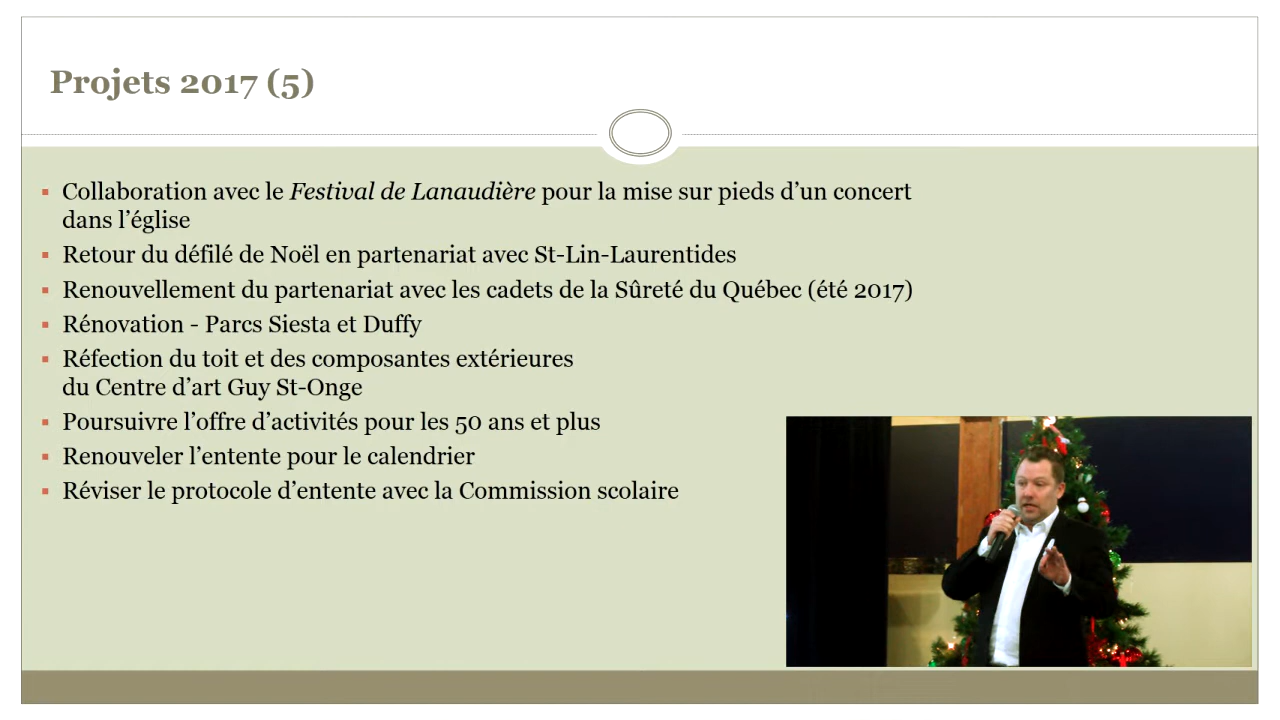 Projets 2017 (5)
Collaboration avec le Festival de Lanaudière pour la mise sur pieds d’un concert
dans l’église
Retour du défilé de Noël en partenariat avec St-Lin-Laurentides
Renouvellement du partenariat avec les cadets de la Sûreté du Québec (été 2017)
Rénovation - Parcs Siesta et Duffy
Réfection du toit et des composantes extérieures
du Centre d’art Guy St-Onge
Poursuivre l’offre d’activités pour les 50 ans et plus
Renouveler l’entente pour le calendrier
Réviser le protocole d’entente avec la Commission scolaire